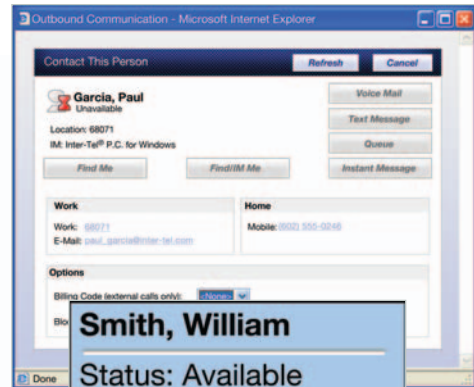 Outbound Communication - Microsoft Internet Explorer
Contact This Person
Refresh
Cancel
Garcia, Paul
Unavailable
Location: 68071
IM: Inter-Tel® P.C. for Windows
Voice Mail
Text Message
Queue
Find Me
Find/IM Me
Instant Message
Work
Home
Work: 68071
Mobile: (602) 555-0246
E-Mail: paul_garcia@inter-tel.com
Options
Billing Code (external calls only): <None>
Smith, William
Done
Status: Available